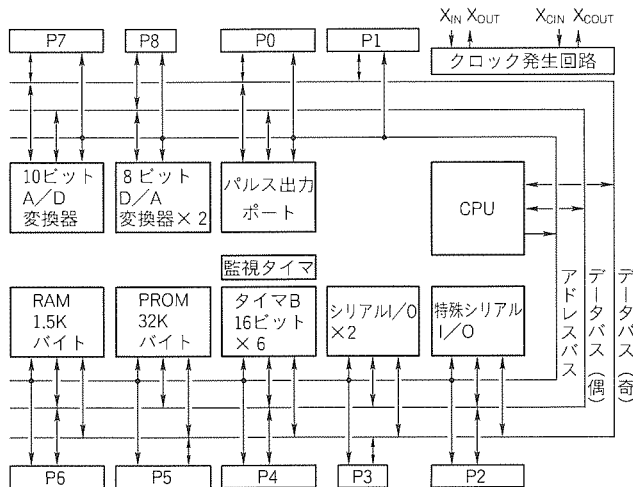 XIN XOUT XCIN XCOUT
P7 P8 P0 P1
クロック発生回路
10ビット
A/D
変換器
8ビット
D/A
変換器×2
パルス出力
ポート
CPU
監視タイマ
RAM
1.5K
バイト
PROM
32K
バイト
タイマB
16ビット
×6
シリアルI/O
×2
特殊シリアル
I/O
アドレスバス
データバス(偶)
データバス(奇)
P6 P5 P4 P3 P2